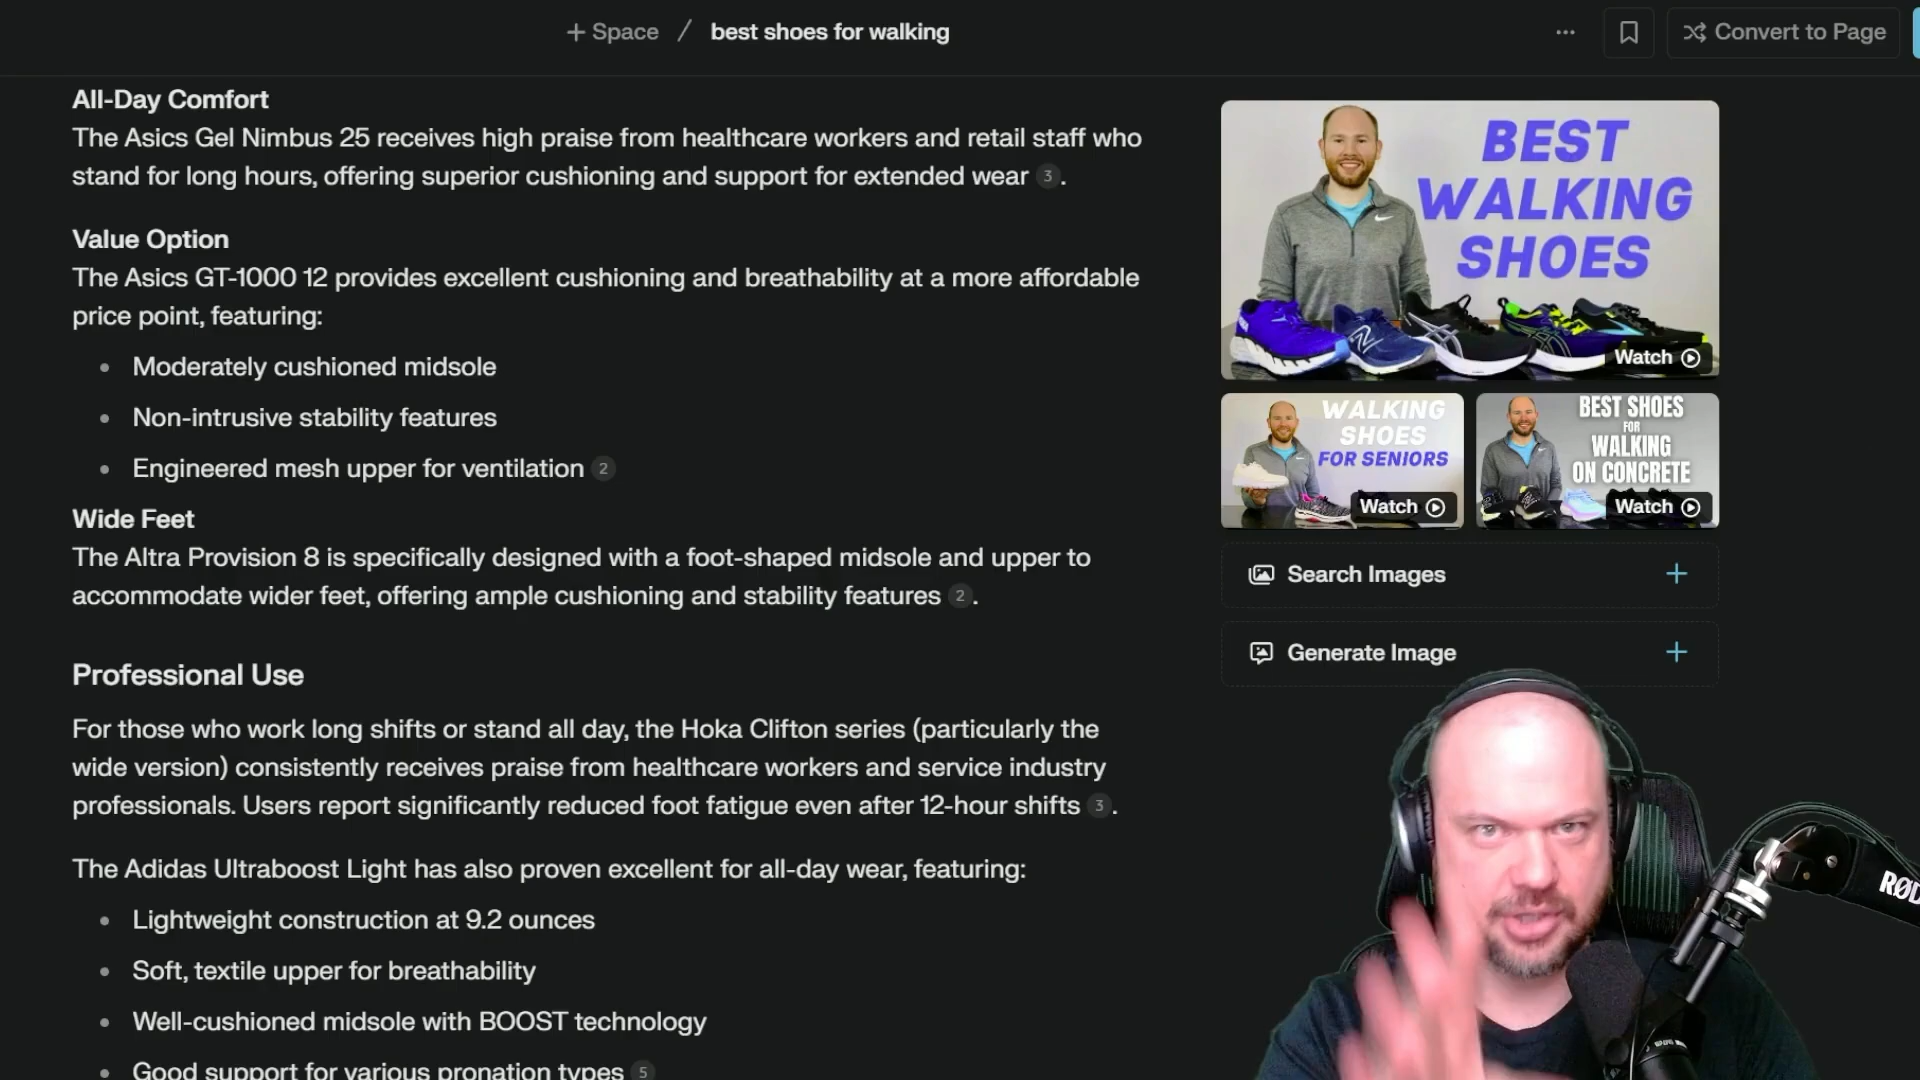 + Space / best shoes for walking
... Convert to Page
All-Day Comfort
The Asics Gel Nimbus 25 receives high praise from healthcare workers and retail staff who
stand for long hours, offering superior cushioning and support for extended wear 3 .
Value Option
The Asics GT-1000 12 provides excellent cushioning and breathability at a more affordable
price point, featuring:
• Moderately cushioned midsole
• Non-intrusive stability features
• Engineered mesh upper for ventilation 2
Wide Feet
The Altra Provision 8 is specifically designed with a foot-shaped midsole and upper to
accommodate wider feet, offering ample cushioning and stability features 2 .
Professional Use
For those who work long shifts or stand all day, the Hoka Clifton series (particularly the
wide version) consistently receives praise from healthcare workers and service industry
professionals. Users report significantly reduced foot fatigue even after 12-hour shifts 3 .
The Adidas Ultraboost Light has also proven excellent for all-day wear, featuring:
• Lightweight construction at 9.2 ounces
• Soft, textile upper for breathability
• Well-cushioned midsole with BOOST technology
• Good support for various pronation types 5
BEST
WALKING
SHOES
Watch
WALKING
SHOES
FOR SENIORS
Watch
BEST SHOES
FOR
WALKING
ON CONCRETE
Watch
Search Images +
Generate Image +
RØD